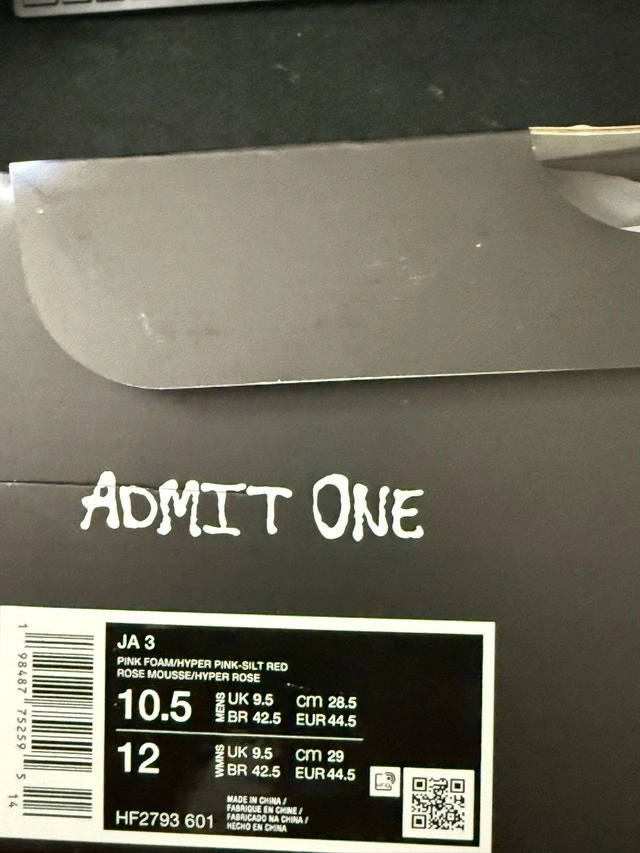 ADMIT ONE
JA 3
PINK FOAM/HYPER PINK-SILT RED
ROSE MOUSSE/HYPER ROSE
10.5 MENS UK 9.5 CM 28.5
BR 42.5 EUR 44.5
12 WMNS UK 9.5 CM 29
BR 42.5 EUR 44.5
HF2793 601
MADE IN CHINA /
FABRIQUE EN CHINE /
FABRICADO NA CHINA /
HECHO EN CHINA
1 98487 75259 5 14